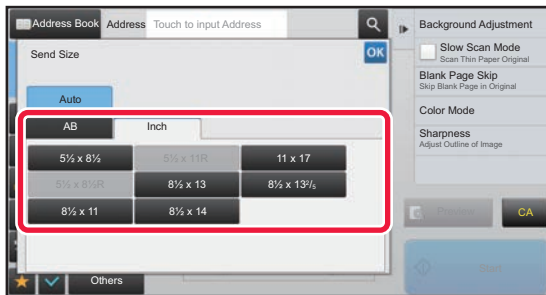 Address Book Address Touch to input Address
Send Size
OK
Auto
AB Inch
5½ x 8½ 5½ x 11R 11 x 17
5½ x 8½R 8½ x 13 8½ x 13²/₅
8½ x 11 8½ x 14
Others
Background Adjustment
Slow Scan Mode
Scan Thin Paper Original
Blank Page Skip
Skip Blank Page in Original
Color Mode
Sharpness
Adjust Outline of Image
Preview CA
Start